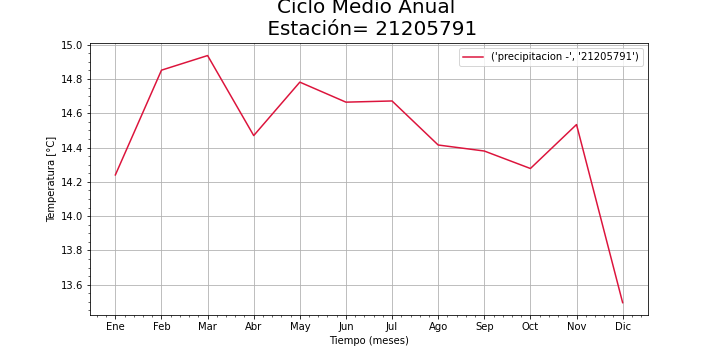 Ciclo Medio Anual
Estación= 21205791
('precipitacion -', '21205791')
Temperatura [°C]
15.0
14.8
14.6
14.4
14.2
14.0
13.8
13.6
Ene Feb Mar Abr May Jun Jul Ago Sep Oct Nov Dic
Tiempo (meses)